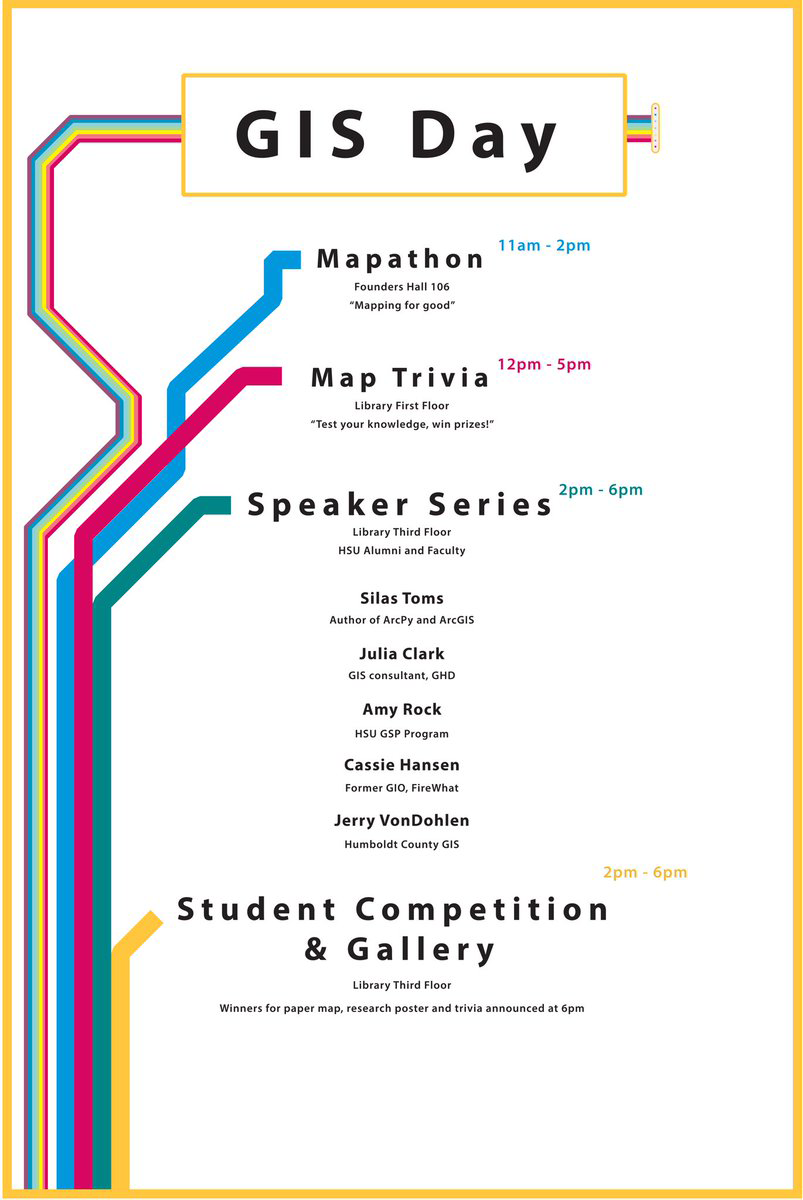 GIS Day
Mapathon
11am - 2pm
Founders Hall 106
“Mapping for good”
Map Trivia
12pm - 5pm
Library First Floor
“Test your knowledge, win prizes!”
Speaker Series
2pm - 6pm
Library Third Floor
HSU Alumni and Faculty
Silas Toms
Author of ArcPy and ArcGIS
Julia Clark
GIS consultant, GHD
Amy Rock
HSU GSP Program
Cassie Hansen
Former GIO, FireWhat
Jerry VonDohlen
Humboldt County GIS
2pm - 6pm
Student Competition
& Gallery
Library Third Floor
Winners for paper map, research poster and trivia announced at 6pm